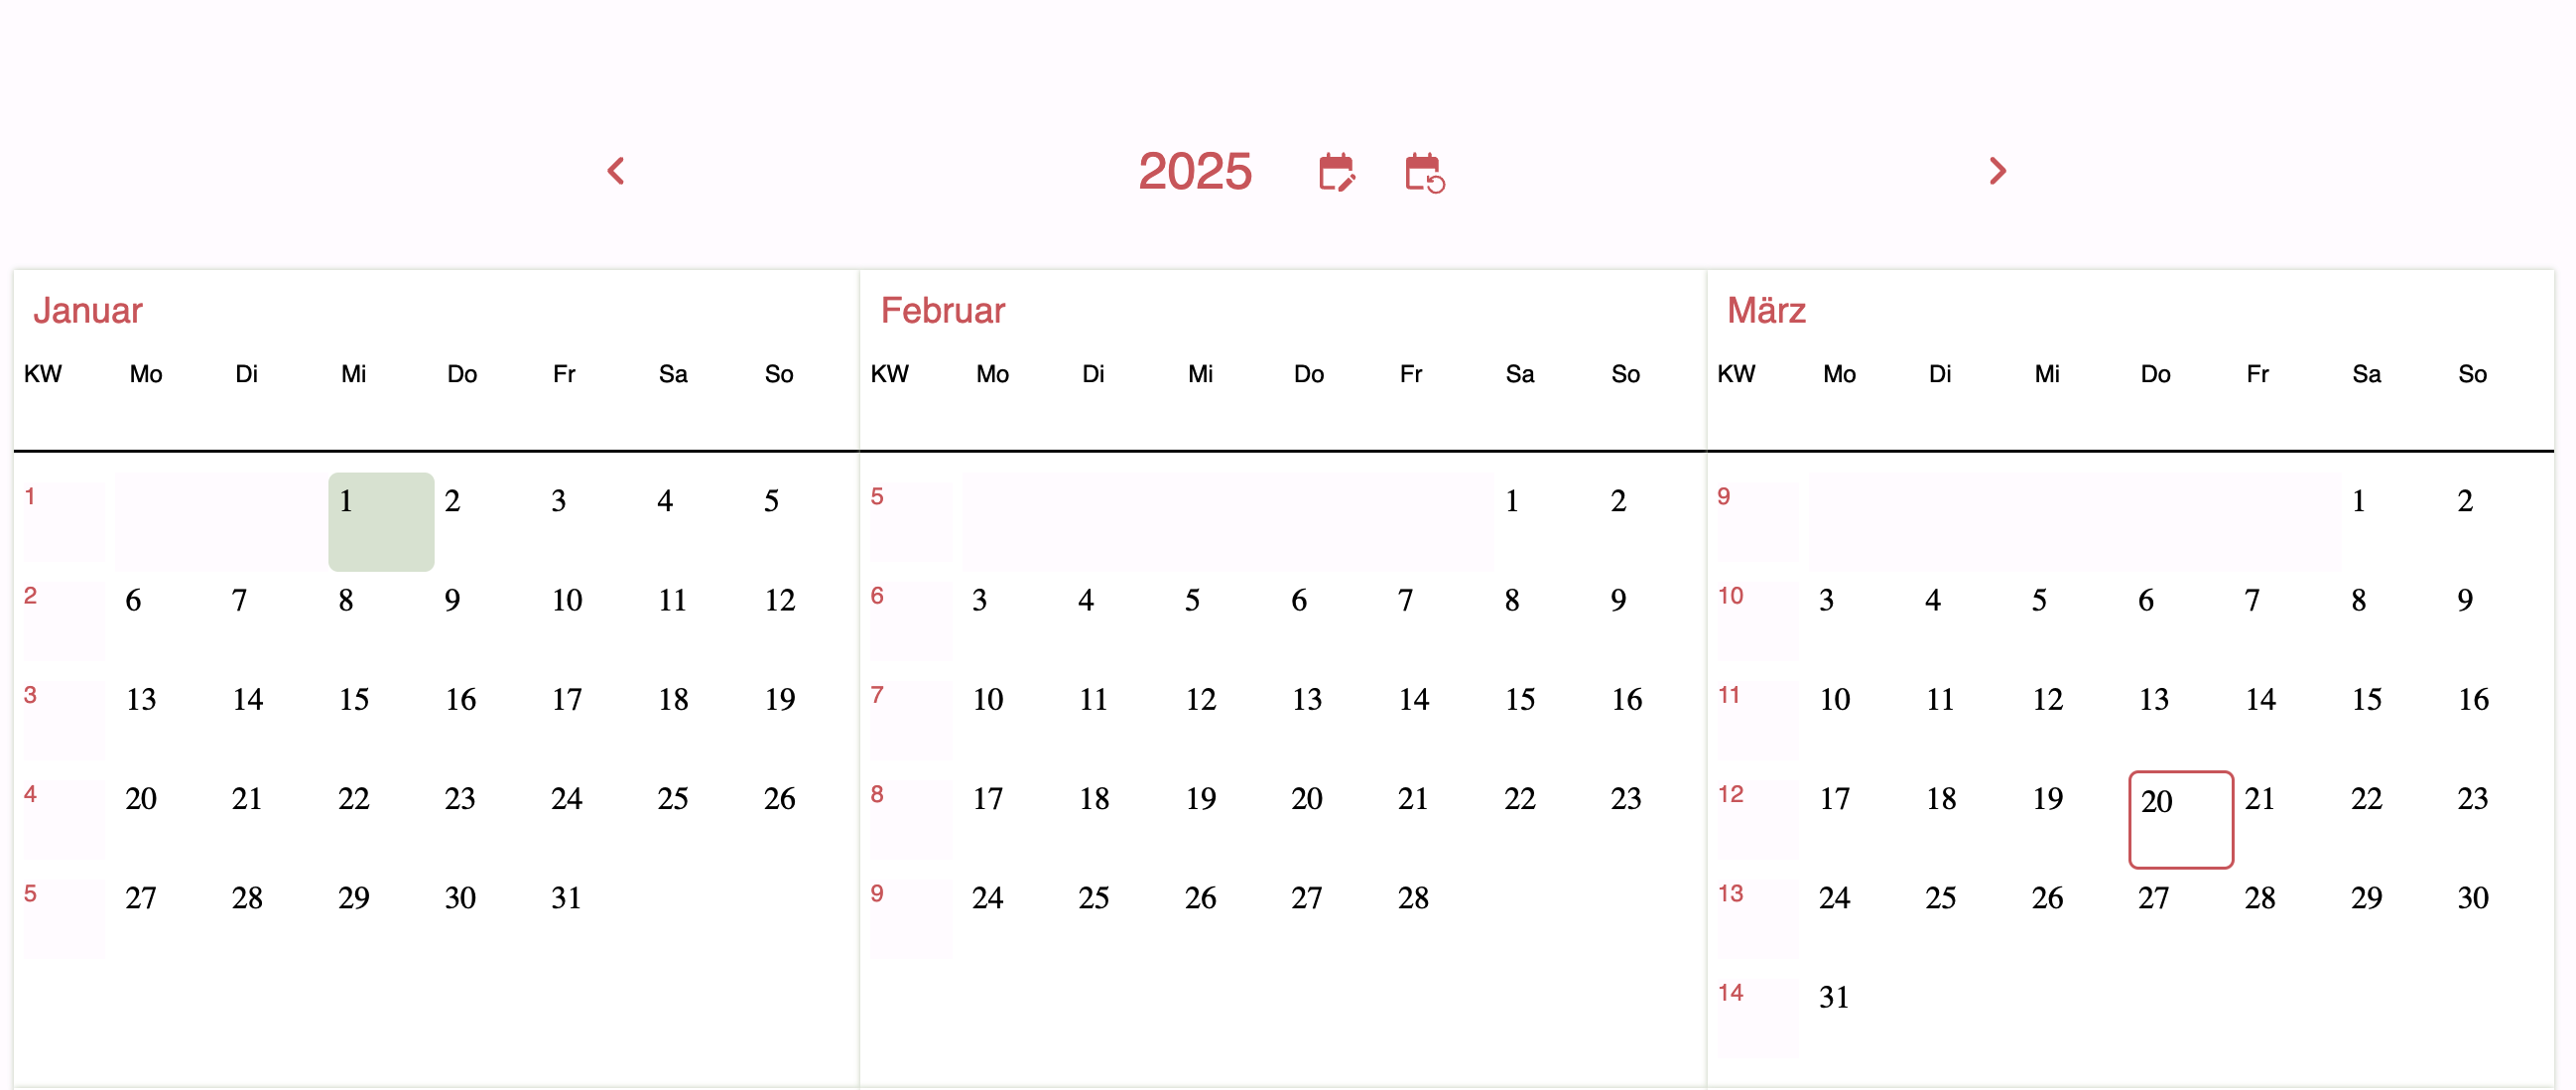 2025
Januar
KW Mo Di Mi Do Fr Sa So
1 1 2 3 4 5
2 6 7 8 9 10 11 12
3 13 14 15 16 17 18 19
4 20 21 22 23 24 25 26
5 27 28 29 30 31
Februar
KW Mo Di Mi Do Fr Sa So
5 1 2
6 3 4 5 6 7 8 9
7 10 11 12 13 14 15 16
8 17 18 19 20 21 22 23
9 24 25 26 27 28
März
KW Mo Di Mi Do Fr Sa So
9 1 2
10 3 4 5 6 7 8 9
11 10 11 12 13 14 15 16
12 17 18 19 20 21 22 23
13 24 25 26 27 28 29 30
14 31